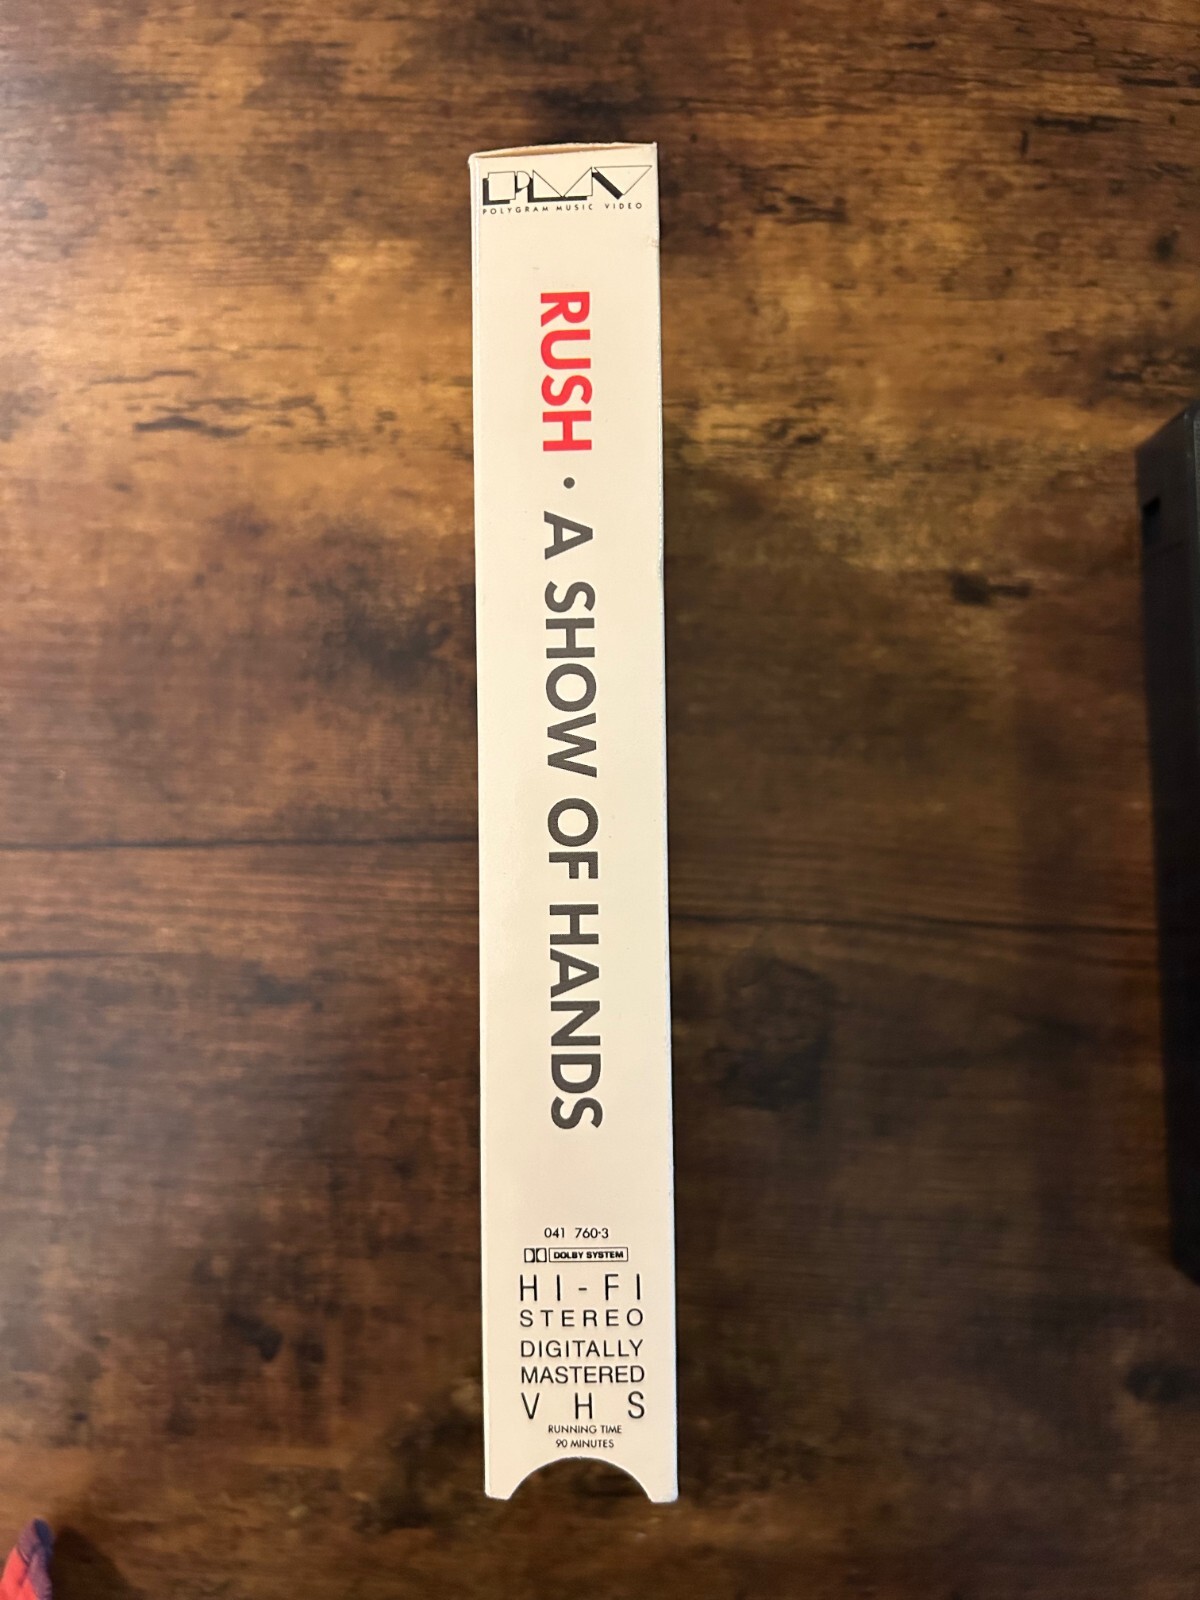 PMV
POLYGRAM MUSIC VIDEO
RUSH · A SHOW OF HANDS
041 760-3
DOLBY SYSTEM
HI-FI
STEREO
DIGITALLY
MASTERED
VHS
RUNNING TIME
90 MINUTES